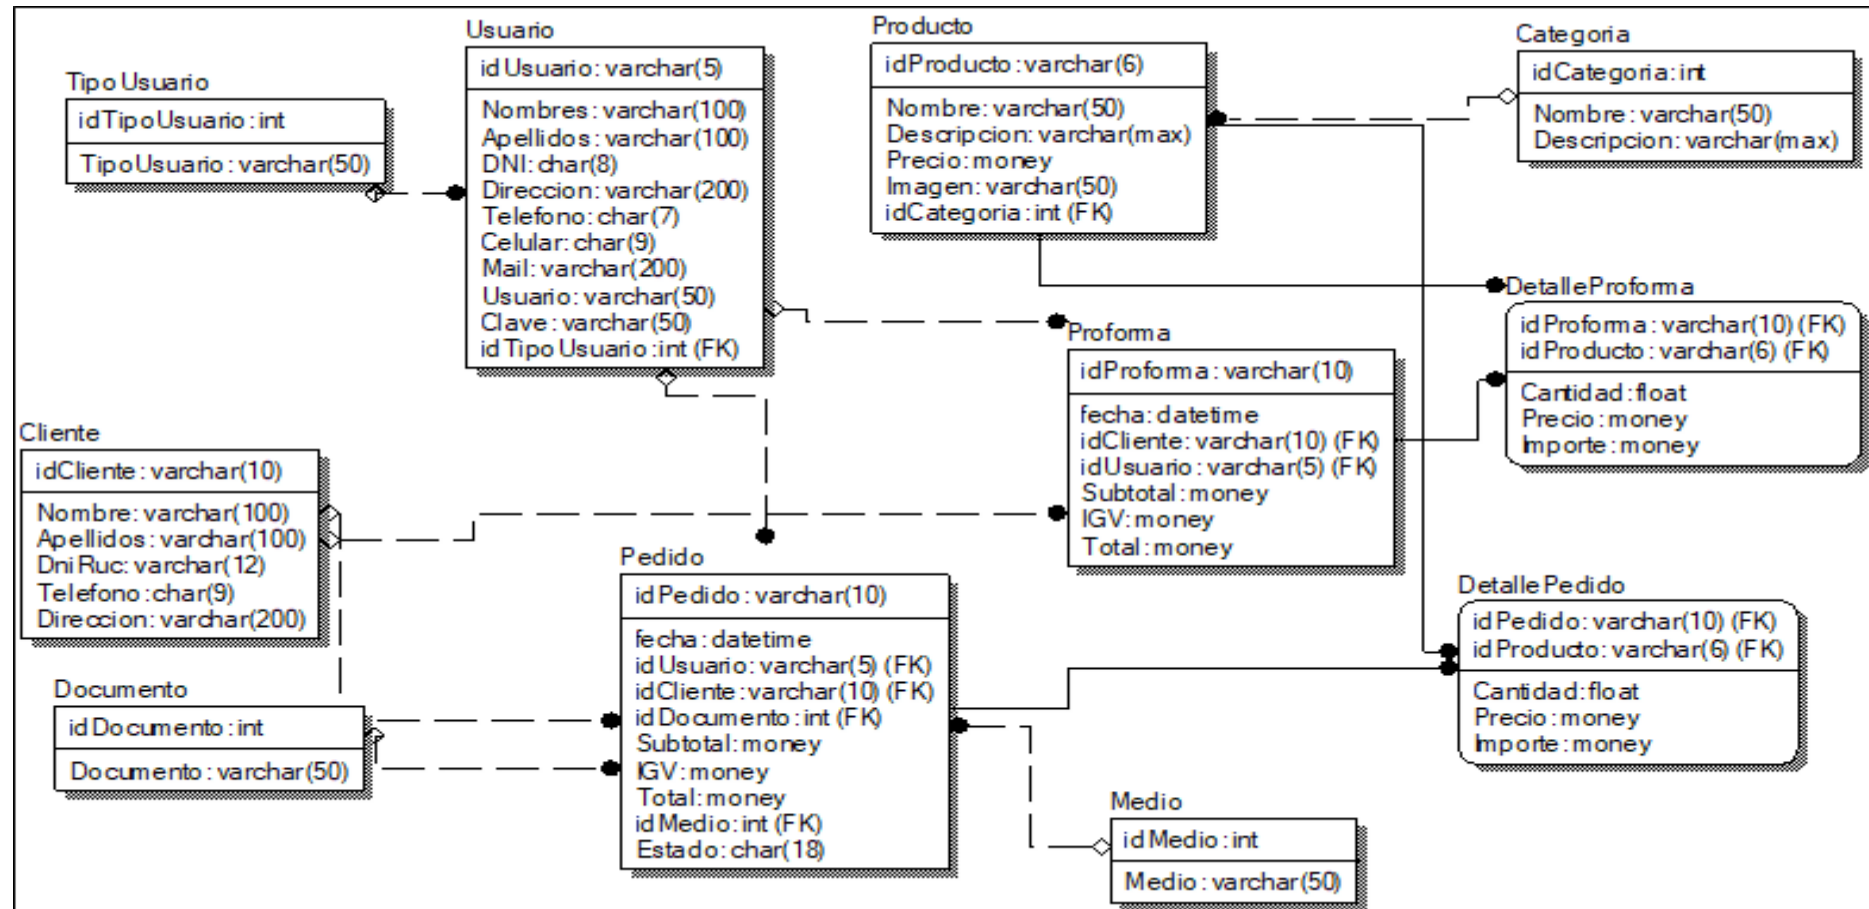 TipoUsuario
idTipoUsuario:int
TipoUsuario:varchar(50)
Usuario
idUsuario:varchar(5)
Nombres:varchar(100)
Apellidos:varchar(100)
DNI:char(8)
Direccion:varchar(200)
Telefono:char(7)
Celular:char(9)
Mail:varchar(200)
Usuario:varchar(50)
Clave:varchar(50)
idTipoUsuario:int (FK)
Producto
idProducto:varchar(6)
Nombre:varchar(50)
Descripcion:varchar(max)
Precio:money
Imagen:varchar(50)
idCategoria:int (FK)
Categoria
idCategoria:int
Nombre:varchar(50)
Descripcion:varchar(max)
DetalleProforma
idProforma:varchar(10) (FK)
idProducto:varchar(6) (FK)
Cantidad:float
Precio:money
Importe:money
Proforma
idProforma:varchar(10)
fecha:datetime
idCliente:varchar(10) (FK)
idUsuario:varchar(5) (FK)
Subtotal:money
IGV:money
Total:money
Cliente
idCliente:varchar(10)
Nombre:varchar(100)
Apellidos:varchar(100)
DniRuc:varchar(12)
Telefono:char(9)
Direccion:varchar(200)
Pedido
idPedido:varchar(10)
fecha:datetime
idUsuario:varchar(5) (FK)
idCliente:varchar(10) (FK)
idDocumento:int (FK)
Subtotal:money
IGV:money
Total:money
idMedio:int (FK)
Estado:char(18)
DetallePedido
idPedido:varchar(10) (FK)
idProducto:varchar(6) (FK)
Cantidad:float
Precio:money
Importe:money
Documento
idDocumento:int
Documento:varchar(50)
Medio
idMedio:int
Medio:varchar(50)